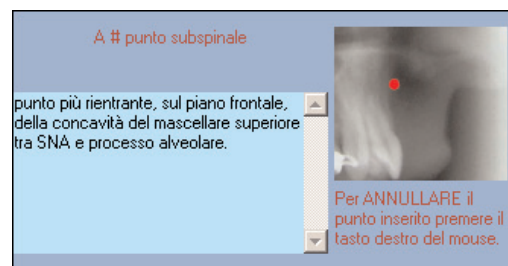 A # punto subspinale
punto più rientrante, sul piano frontale,
della concavità del mascellare superiore
tra SNA e processo alveolare.
Per ANNULLARE il
punto inserito premere il
tasto destro del mouse.